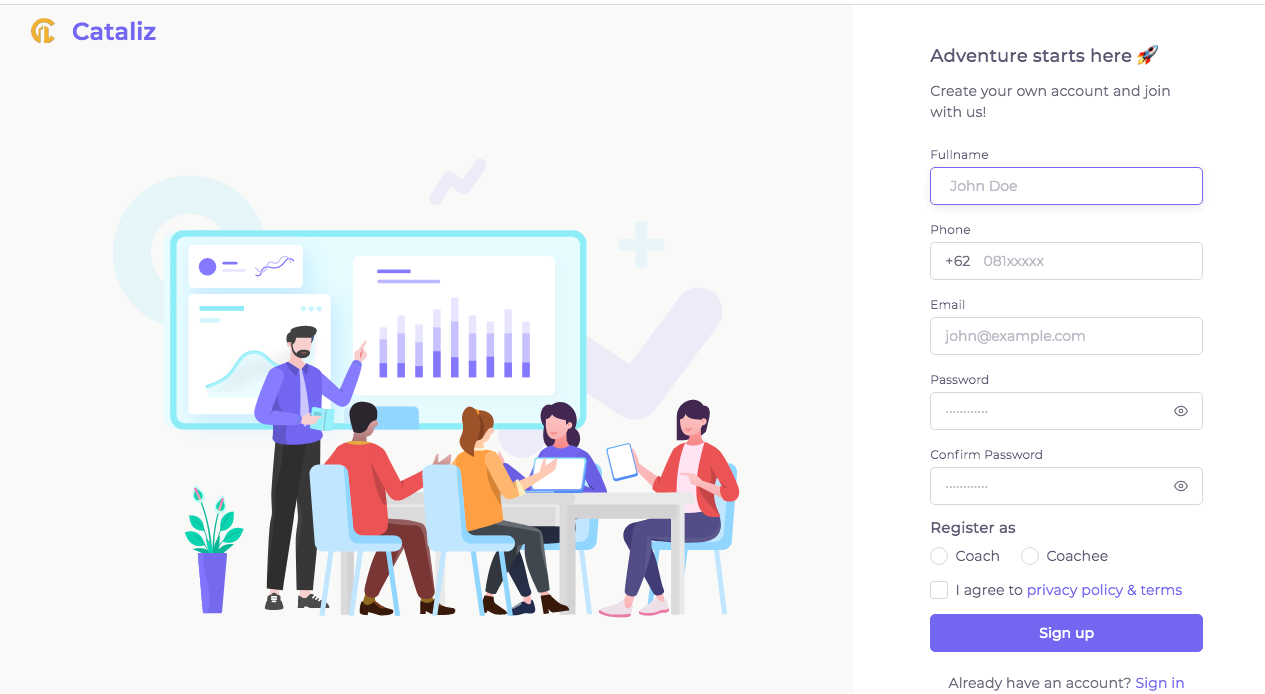 Cataliz
Adventure starts here 🚀
Create your own account and join
with us!
Fullname
John Doe
Phone
+62 081xxxxx
Email
john@example.com
Password
············
Confirm Password
············
Register as
Coach Coachee
I agree to privacy policy & terms
Sign up
Already have an account? Sign in